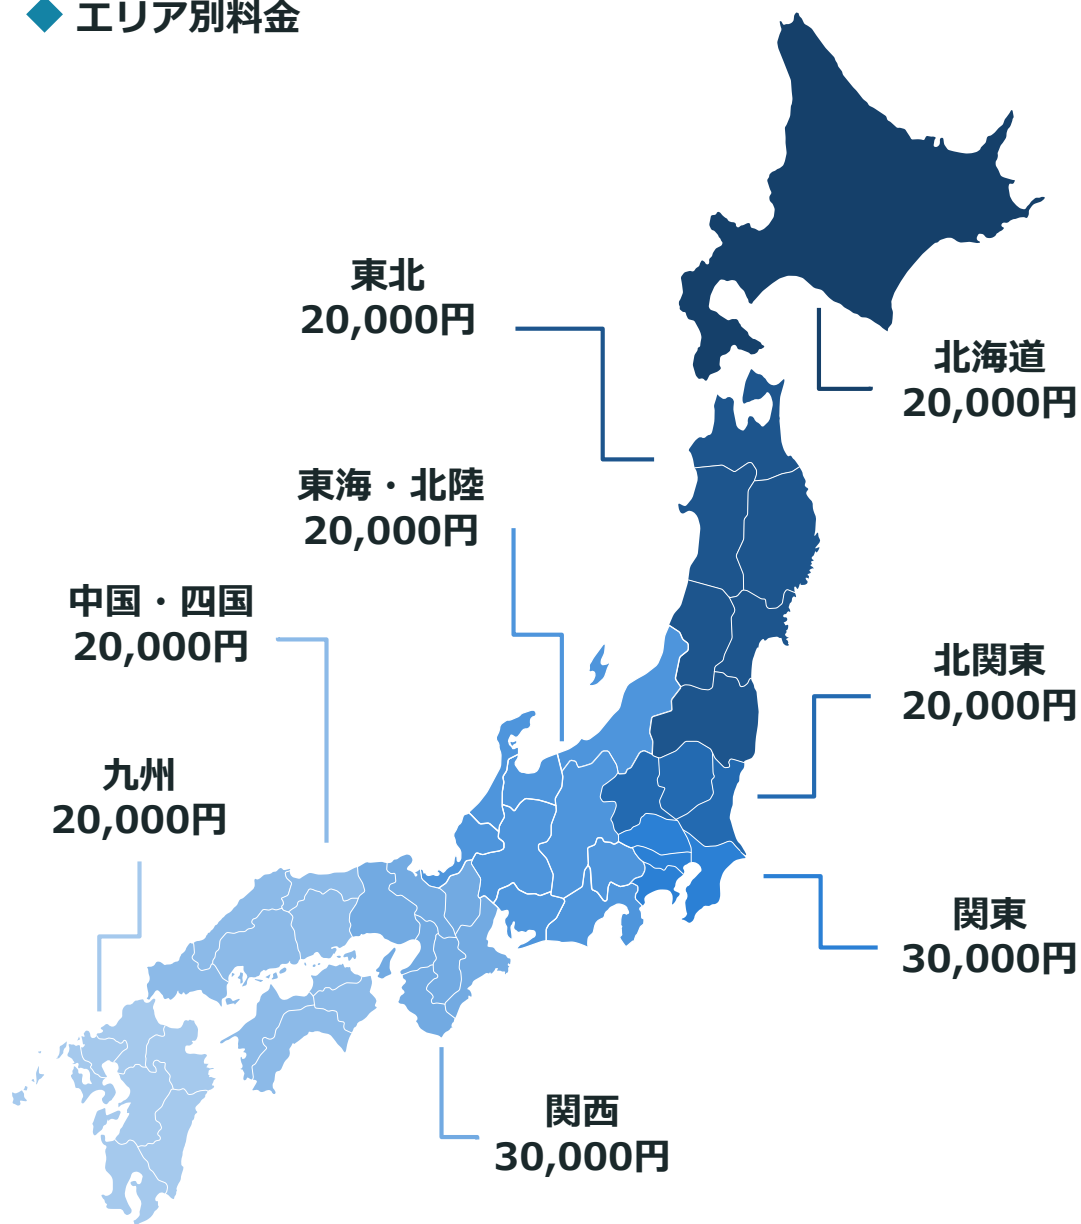 エリア別料金
東北
20,000円
北海道
20,000円
東海・北陸
20,000円
中国・四国
20,000円
北関東
20,000円
九州
20,000円
関東
30,000円
関西
30,000円